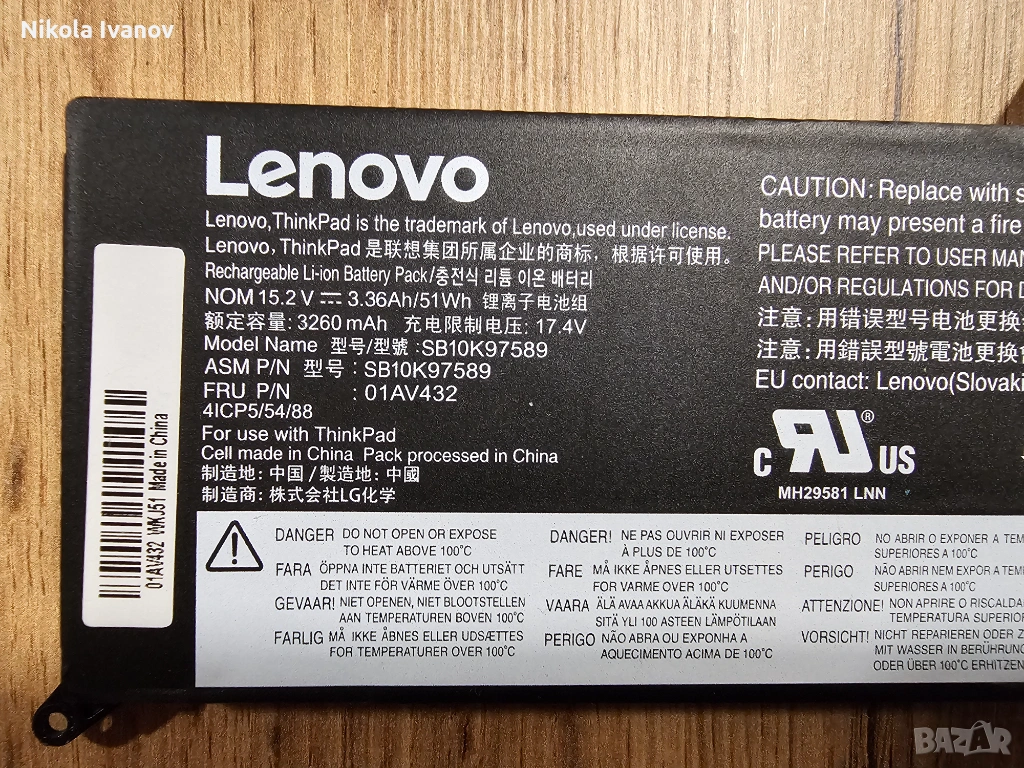 Nikola Ivanov
Lenovo
Lenovo,ThinkPad is the trademark of Lenovo,used under license.
Lenovo, ThinkPad 是联想集团所属企业的商标，根据许可使用。
Rechargeable Li-ion Battery Pack/충전식 리튬 이온 배터리
NOM 15.2 V ⎓ 3.36Ah/51Wh 锂离子电池组
额定容量: 3260 mAh 充电限制电压: 17.4V
Model Name 型号/型號 : SB10K97589
ASM P/N 型号 : SB10K97589
FRU P/N : 01AV432
4ICP5/54/88
For use with ThinkPad
Cell made in China Pack processed in China
制造地: 中国 / 製造地: 中國
制造商: 株式会社LG化学
01AV432 WKJ51 Made in China
CAUTION: Replace with s
battery may present a fire
PLEASE REFER TO USER MAN
AND/OR REGULATIONS FOR D
注意: 用错误型号电池更换
注意: 用錯誤型號電池更換
EU contact: Lenovo(Slovaki
C RU ® US
MH29581 LNN
DANGER DO NOT OPEN OR EXPOSE
TO HEAT ABOVE 100°C
FARA ÖPPNA INTE BATTERIET OCH UTSÄTT
DET INTE FÖR VÄRME ÖVER 100°C
GEVAAR! NIET OPENEN, NIET BLOOTSTELLEN
AAN TEMPERATUREN BOVEN 100°C
FARLIG MÅ IKKE ÅBNES ELLER UDSÆTTES
FOR TEMPERATURER OVER 100°C
DANGER! NE PAS OUVRIR NI EXPOSER
À PLUS DE 100°C
FARE MÅ IKKE ÅPNES ELLER UTSETTES
FOR VARME OVER 100°C
VAARA ÄLÄ AVAA AKKUA ÄLÄKÄ KUUMENNA
SITÄ YLI 100 ASTEEN LÄMPÖTILAAN
PERIGO NÃO ABRA OU EXPONHA A
AQUECIMENTO ACIMA DE 100°C
PELIGRO NO ABRIR O EXPONER A TEM
SUPERIORES A 100°C
PERIGO NÃO ABRIR NEM EXPÔR A TEM
SUPERIORES A 100°C
ATTENZIONE! NON APRIRE O RISCALDA
TEMPERATURA SUPERIOR
VORSICHT! NICHT REPARIEREN ODER Z
MIT WASSER IN BERÜHRUNG
ODER ÜBER 100°C ERHITZEN
BAZAR